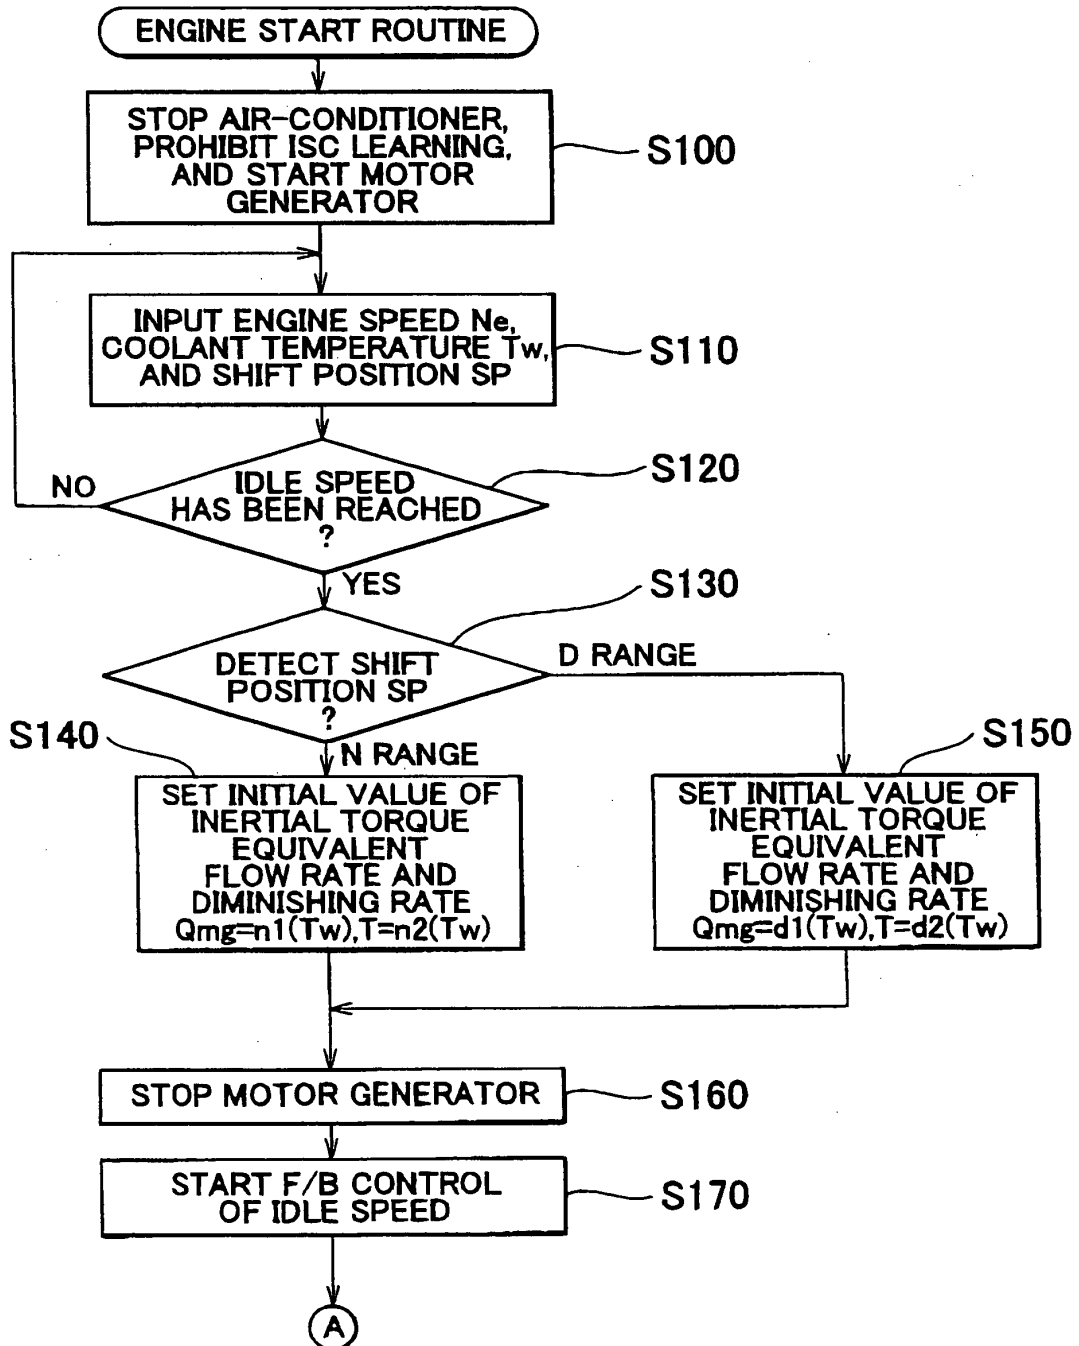 ENGINE START ROUTINE
STOP AIR-CONDITIONER,
PROHIBIT ISC LEARNING,
AND START MOTOR
GENERATOR
S100
INPUT ENGINE SPEED Ne,
COOLANT TEMPERATURE Tw,
AND SHIFT POSITION SP
S110
IDLE SPEED
HAS BEEN REACHED
?
S120
NO
YES
S130
DETECT SHIFT
POSITION SP
?
D RANGE
N RANGE
S140
SET INITIAL VALUE OF
INERTIAL TORQUE
EQUIVALENT
FLOW RATE AND
DIMINISHING RATE
Qmg=n1(Tw),T=n2(Tw)
S150
SET INITIAL VALUE OF
INERTIAL TORQUE
EQUIVALENT
FLOW RATE AND
DIMINISHING RATE
Qmg=d1(Tw),T=d2(Tw)
STOP MOTOR GENERATOR
S160
START F/B CONTROL
OF IDLE SPEED
S170
A